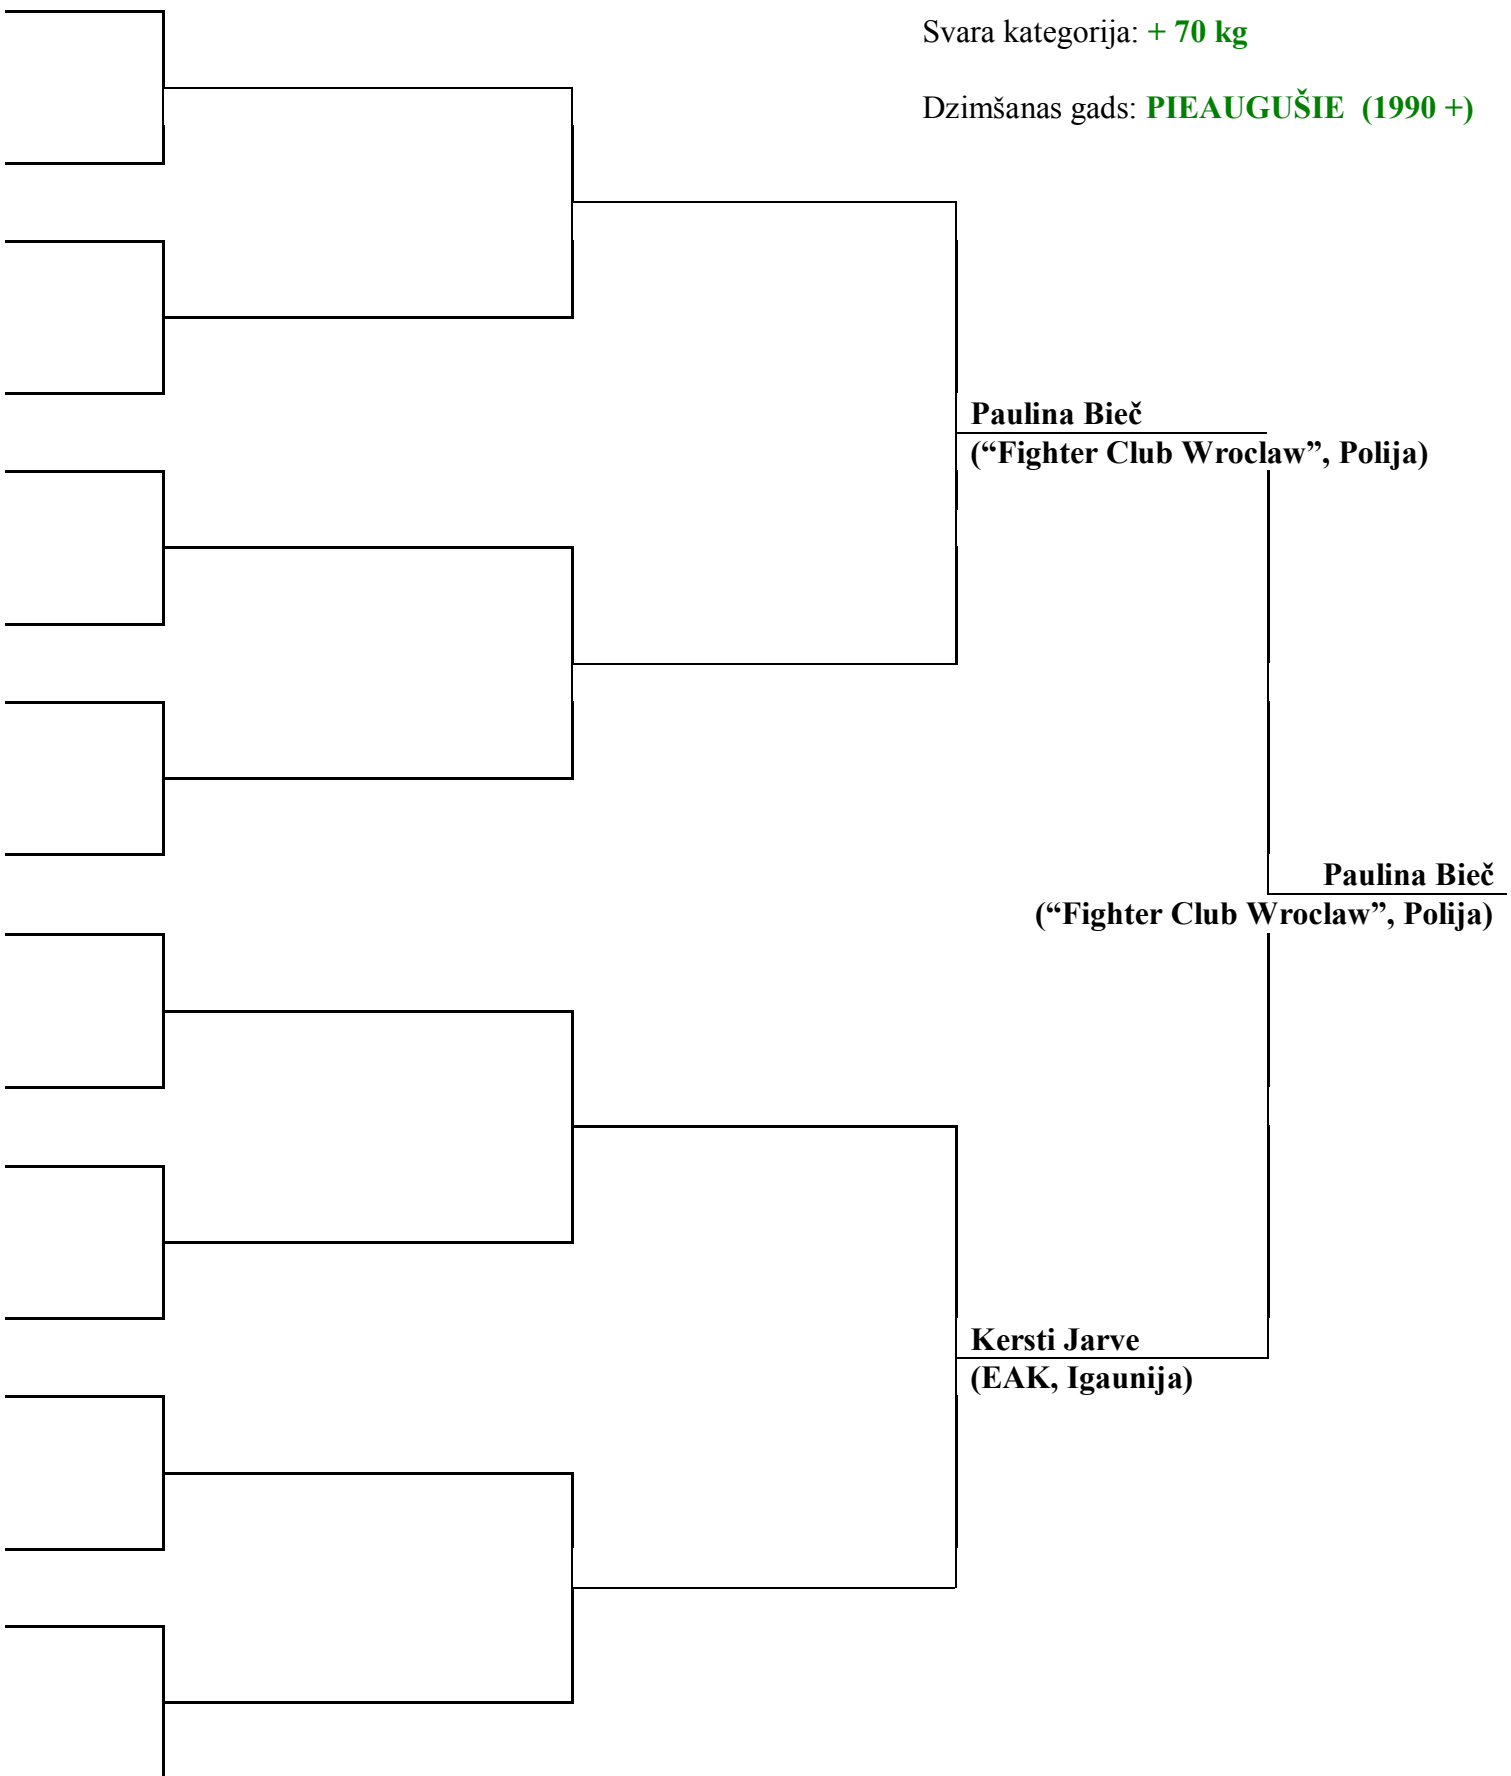 Svara kategorija: + 70 kg
Dzimšanas gads: PIEAUGUŠIE (1990 +)
Paulina Bieč
(“Fighter Club Wroclaw”, Polija)
Paulina Bieč
(“Fighter Club Wroclaw”, Polija)
Kersti Jarve
(EAK, Igaunija)